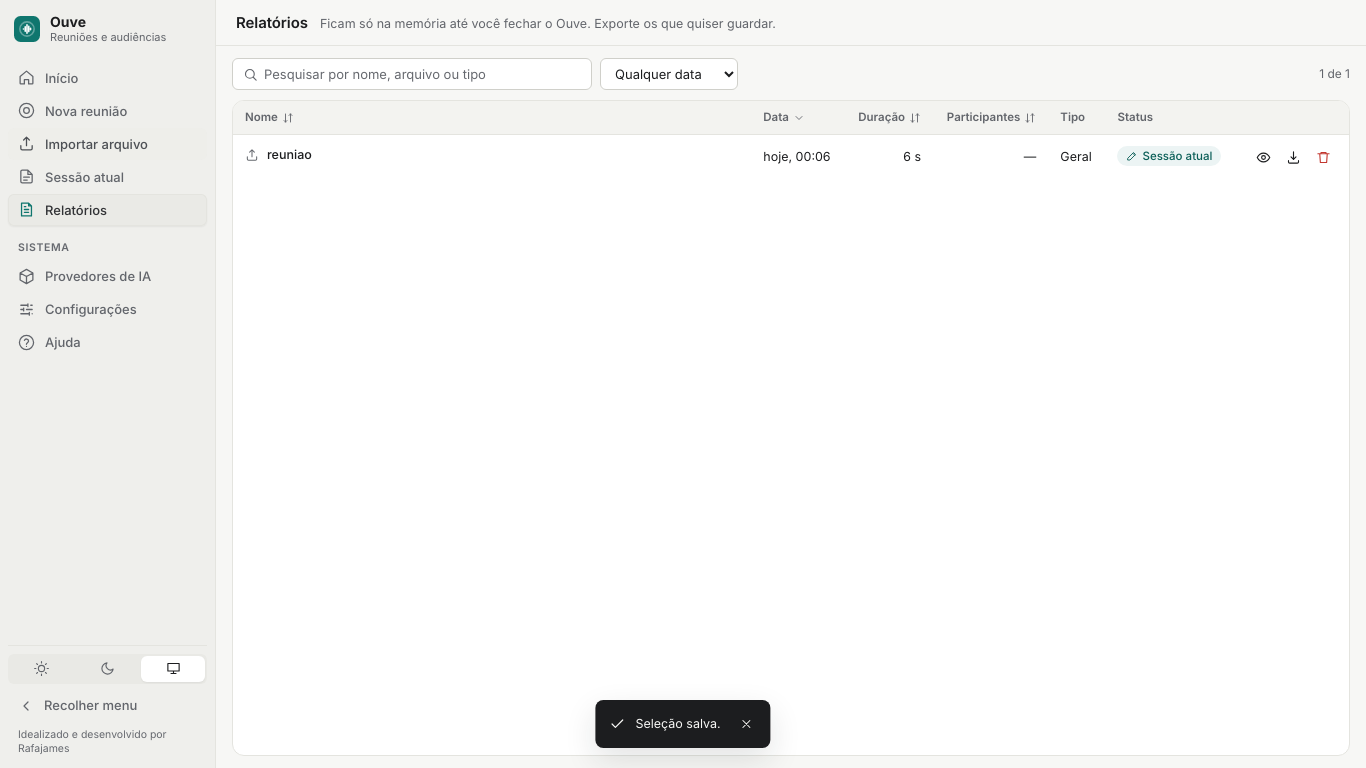 Ouve
Reuniões e audiências
Início
Nova reunião
Importar arquivo
Sessão atual
Relatórios
SISTEMA
Provedores de IA
Configurações
Ajuda
Recolher menu
Idealizado e desenvolvido por
Rafajames
Relatórios Ficam só na memória até você fechar o Ouve. Exporte os que quiser guardar.
Pesquisar por nome, arquivo ou tipo Qualquer data 1 de 1
Nome Data Duração Participantes Tipo Status
reuniao hoje, 00:06 6 s — Geral Sessão atual
Seleção salva.